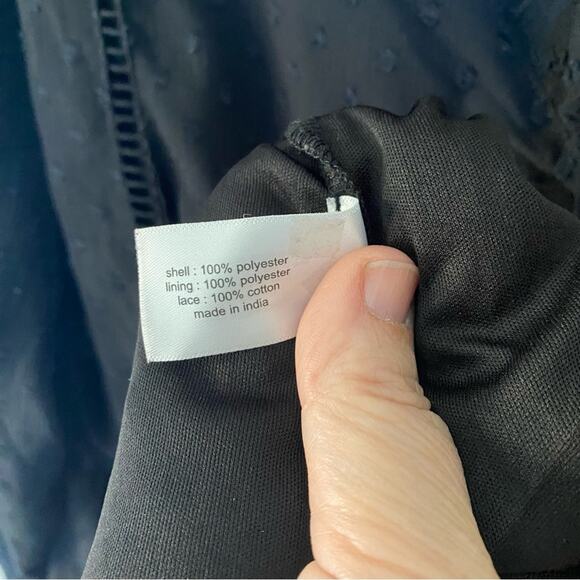 shell : 100% polyester
lining : 100% polyester
lace : 100% cotton
made in india